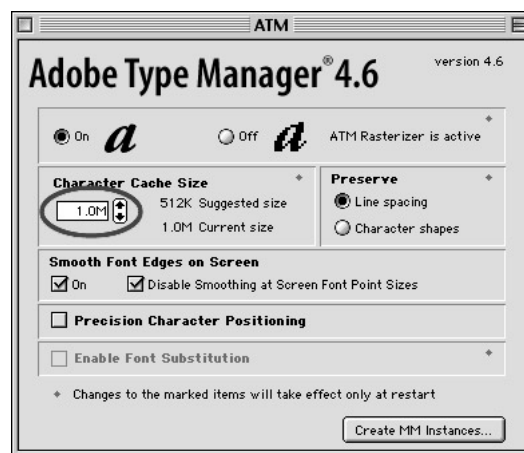 ATM
Adobe Type Manager® 4.6
version 4.6
On a
Off a
ATM Rasterizer is active
Character Cache Size
1.0M
512K Suggested size
1.0M Current size
Preserve
Line spacing
Character shapes
Smooth Font Edges on Screen
On
Disable Smoothing at Screen Font Point Sizes
Precision Character Positioning
Enable Font Substitution
Changes to the marked items will take effect only at restart
Create MM Instances...